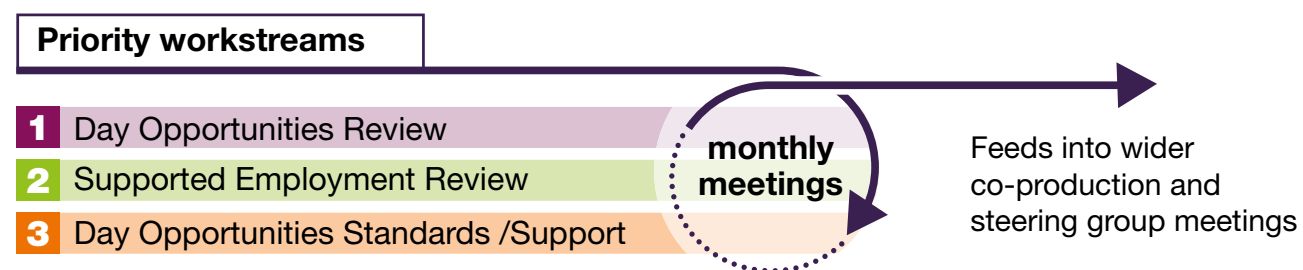 Priority workstreams
1 Day Opportunities Review
2 Supported Employment Review
3 Day Opportunities Standards /Support
monthly
meetings
Feeds into wider
co-production and
steering group meetings